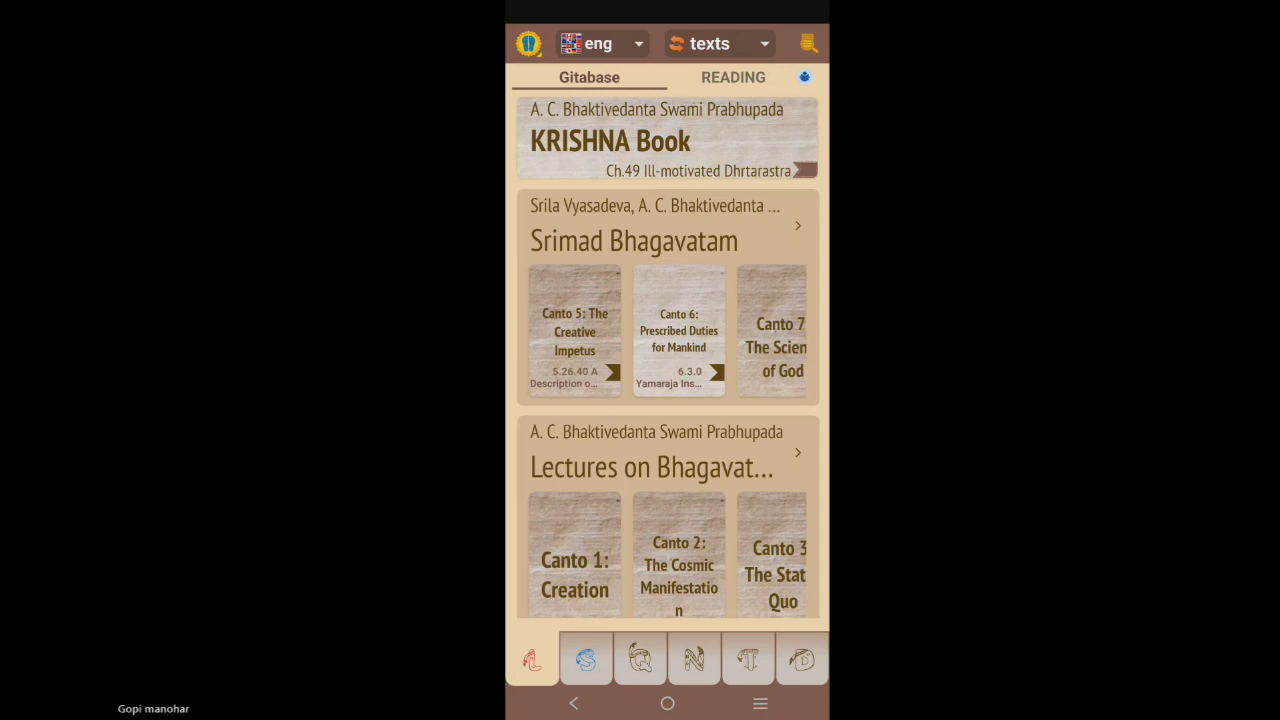 eng
texts
Gitabase
READING
A. C. Bhaktivedanta Swami Prabhupada
KRISHNA Book
Ch.49 Ill-motivated Dhrtarastra
Srila Vyasadeva, A. C. Bhaktivedanta ...
Srimad Bhagavatam
Canto 5: The
Creative
Impetus
5.26.40 A
Description o...
Canto 6:
Prescribed Duties
for Mankind
6.3.0
Yamaraja Ins...
Canto 7
The Scien
of God
A. C. Bhaktivedanta Swami Prabhupada
Lectures on Bhagavat...
Canto 1:
Creation
Canto 2:
The Cosmic
Manifestatio
n
Canto 3
The Stat
Quo
L
S
Q
N
T
D
Gopi manohar